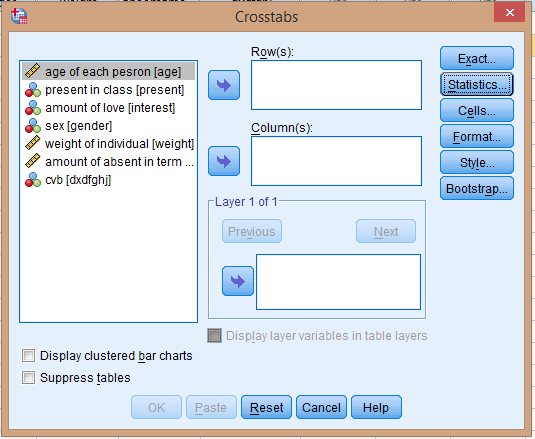 Crosstabs
age of each pesron [age]
present in class [present]
amount of love [interest]
sex [gender]
weight of individual [weight]
amount of absent in term ...
cvb [dxdfghj]
Row(s):
Column(s):
Layer 1 of 1
Previous
Next
Display layer variables in table layers
Exact...
Statistics...
Cells...
Format...
Style...
Bootstrap...
Display clustered bar charts
Suppress tables
OK
Paste
Reset
Cancel
Help